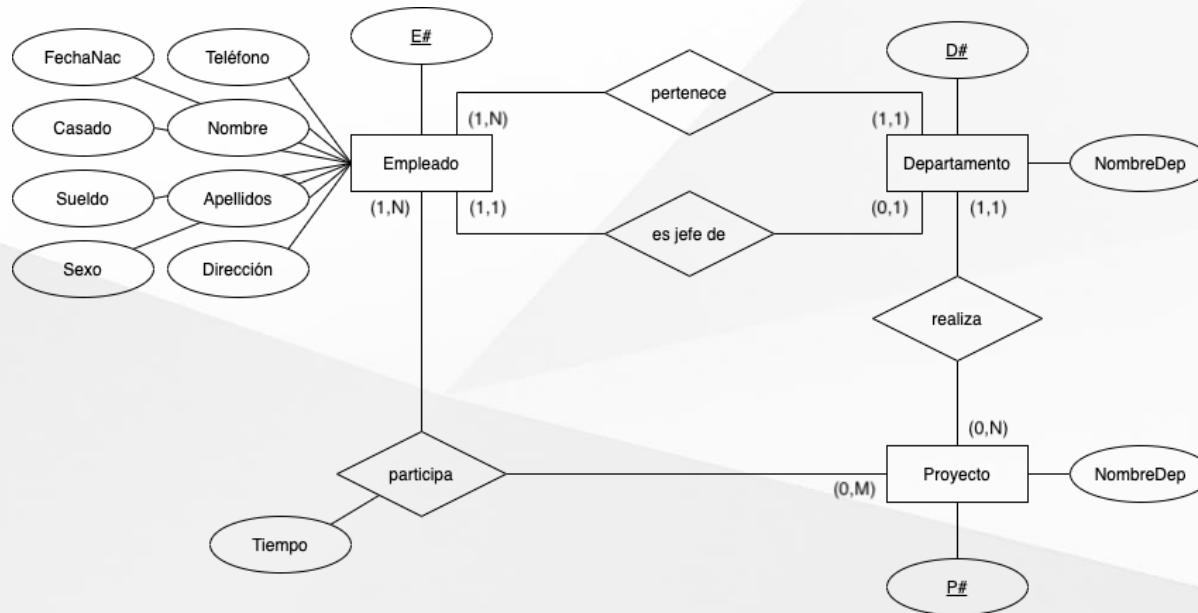 E#
FechaNac
Teléfono
D#
pertenece
Casado
Nombre
(1,N)
(1,1)
Empleado
Departamento
NombreDep
Sueldo
Apellidos
(1,N)
(1,1)
(0,1)
(1,1)
es jefe de
Sexo
Dirección
realiza
(0,N)
participa
Proyecto
NombreDep
(0,M)
Tiempo
P#